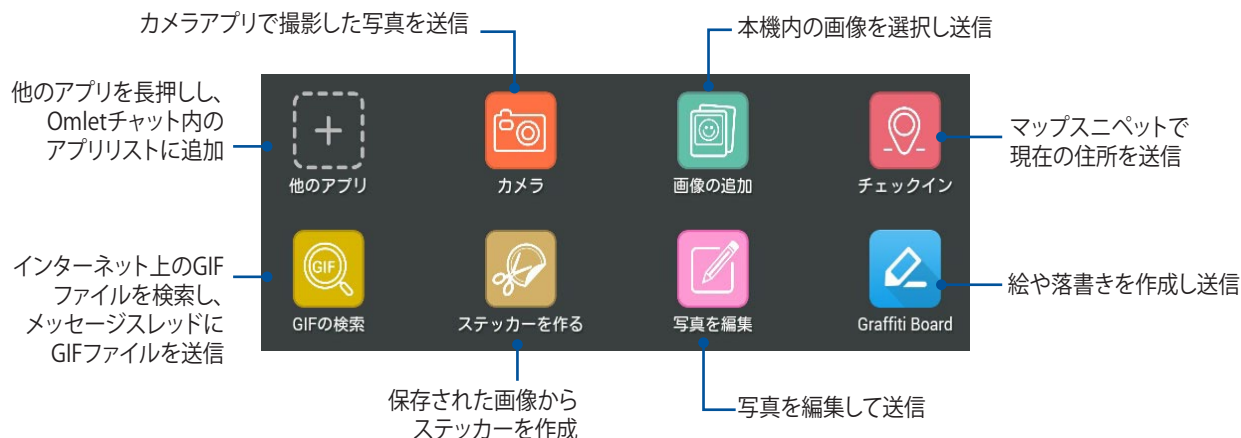 カメラアプリで撮影した写真を送信
本機内の画像を選択し送信
他のアプリを長押しし、
Omletチャット内の
アプリリストに追加
マップスニペットで
現在の住所を送信
他のアプリ
カメラ
画像の追加
チェックイン
インターネット上のGIF
ファイルを検索し、
メッセージスレッドに
GIFファイルを送信
GIF
GIFの検索
ステッカーを作る
写真を編集
Graffiti Board
絵や落書きを作成し送信
保存された画像から
ステッカーを作成
写真を編集して送信